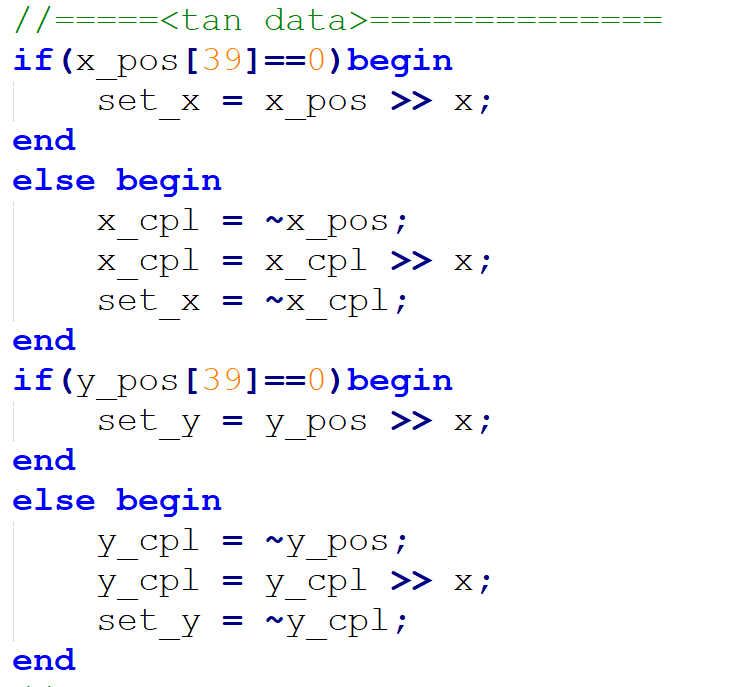 //=====<tan data>==============
if(x_pos[39]==0)begin
    set_x = x_pos >> x;
end
else begin
    x_cpl = ~x_pos;
    x_cpl = x_cpl >> x;
    set_x = ~x_cpl;
end
if(y_pos[39]==0)begin
    set_y = y_pos >> x;
end
else begin
    y_cpl = ~y_pos;
    y_cpl = y_cpl >> x;
    set_y = ~y_cpl;
end